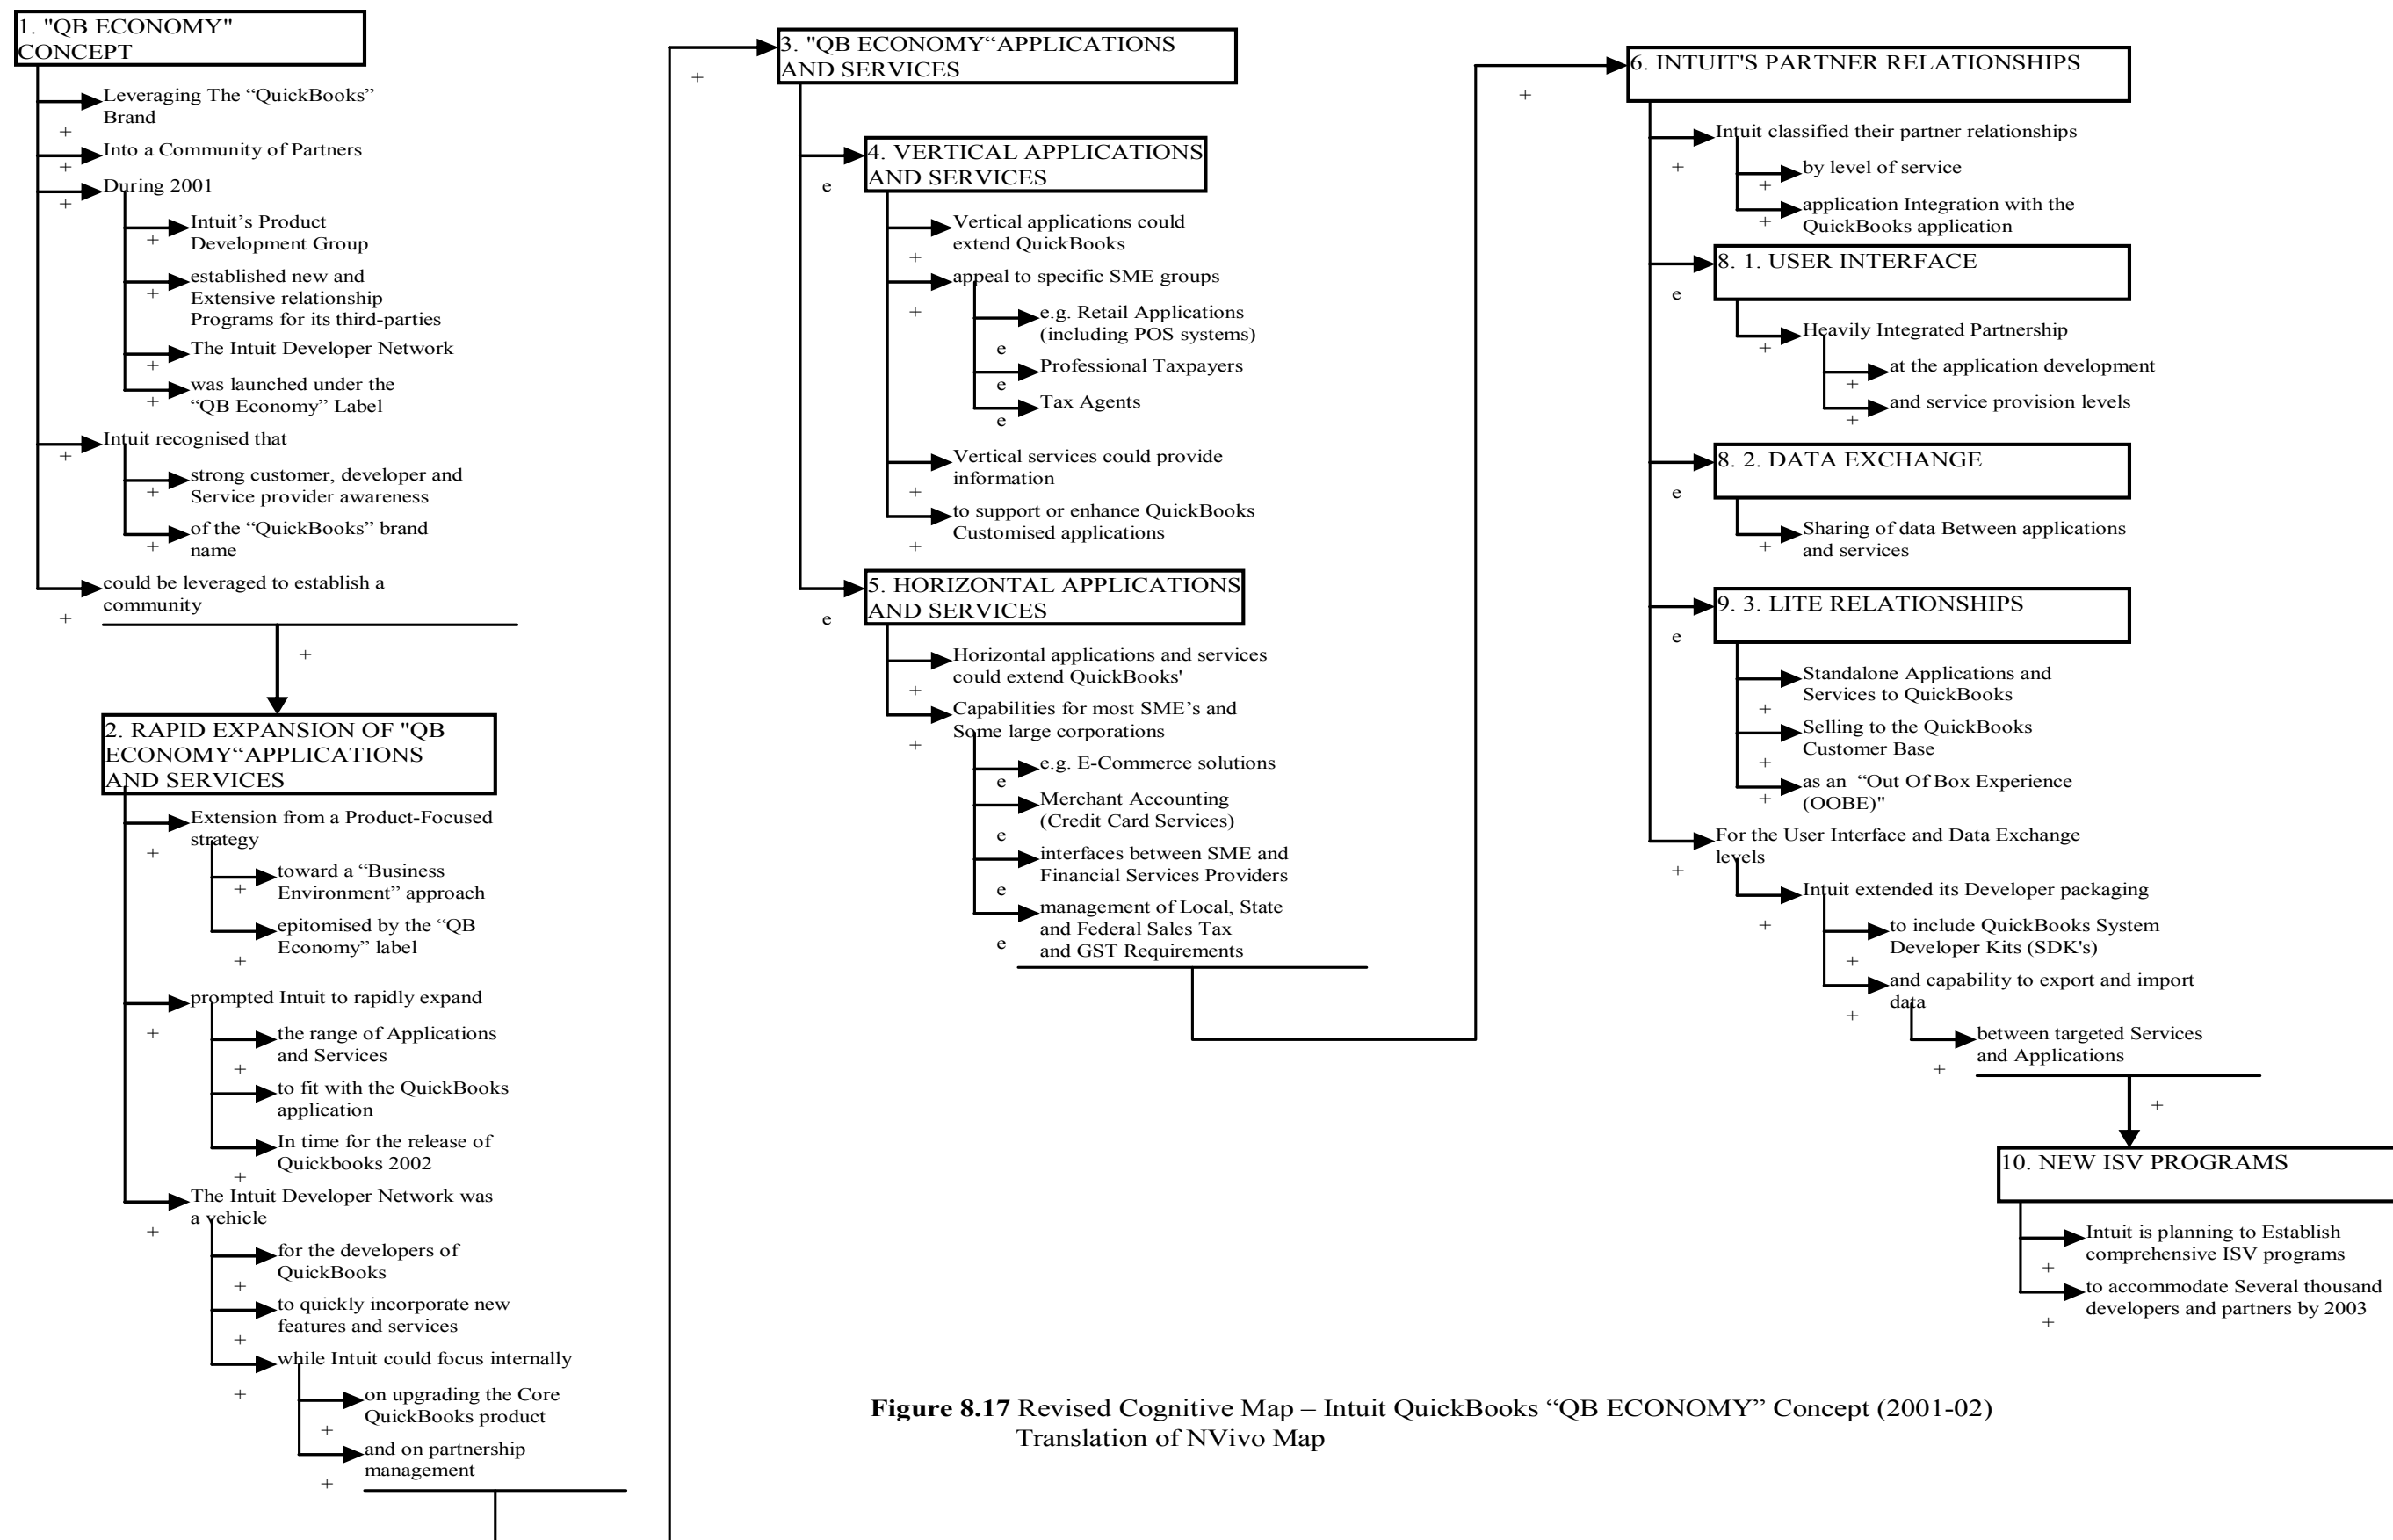 1. "QB ECONOMY"
CONCEPT
+
Leveraging The “QuickBooks”
Brand
+
Into a Community of Partners
+
During 2001
+
Intuit’s Product
Development Group
+
established new and
Extensive relationship
Programs for its third-parties
+
The Intuit Developer Network
+
was launched under the
“QB Economy” Label
+
Intuit recognised that
+
strong customer, developer and
Service provider awareness
+
of the “QuickBooks” brand
name
+
could be leveraged to establish a
community
+
2. RAPID EXPANSION OF "QB
ECONOMY“APPLICATIONS
AND SERVICES
+
Extension from a Product-Focused
strategy
+
toward a “Business
Environment” approach
+
epitomised by the “QB
Economy” label
+
prompted Intuit to rapidly expand
+
the range of Applications
and Services
+
to fit with the QuickBooks
application
+
In time for the release of
Quickbooks 2002
+
The Intuit Developer Network was
a vehicle
+
for the developers of
QuickBooks
+
to quickly incorporate new
features and services
+
while Intuit could focus internally
+
on upgrading the Core
QuickBooks product
+
and on partnership
management
+
3. "QB ECONOMY“APPLICATIONS
AND SERVICES
e
4. VERTICAL APPLICATIONS
AND SERVICES
+
Vertical applications could
extend QuickBooks
+
appeal to specific SME groups
e
e.g. Retail Applications
(including POS systems)
e
Professional Taxpayers
e
Tax Agents
+
Vertical services could provide
information
+
to support or enhance QuickBooks
Customised applications
e
5. HORIZONTAL APPLICATIONS
AND SERVICES
+
Horizontal applications and services
could extend QuickBooks'
+
Capabilities for most SME’s and
Some large corporations
e
e.g. E-Commerce solutions
e
Merchant Accounting
(Credit Card Services)
e
interfaces between SME and
Financial Services Providers
e
management of Local, State
and Federal Sales Tax
and GST Requirements
+
6. INTUIT'S PARTNER RELATIONSHIPS
+
Intuit classified their partner relationships
+
by level of service
+
application Integration with the
QuickBooks application
e
8. 1. USER INTERFACE
+
Heavily Integrated Partnership
+
at the application development
+
and service provision levels
e
8. 2. DATA EXCHANGE
+
Sharing of data Between applications
and services
e
9. 3. LITE RELATIONSHIPS
+
Standalone Applications and
Services to QuickBooks
+
Selling to the QuickBooks
Customer Base
+
as an “Out Of Box Experience
(OOBE)"
+
For the User Interface and Data Exchange
levels
+
Intuit extended its Developer packaging
+
to include QuickBooks System
Developer Kits (SDK's)
+
and capability to export and import
data
+
between targeted Services
and Applications
+
10. NEW ISV PROGRAMS
+
Intuit is planning to Establish
comprehensive ISV programs
+
to accommodate Several thousand
developers and partners by 2003
Figure 8.17 Revised Cognitive Map – Intuit QuickBooks “QB ECONOMY” Concept (2001-02)
Translation of NVivo Map